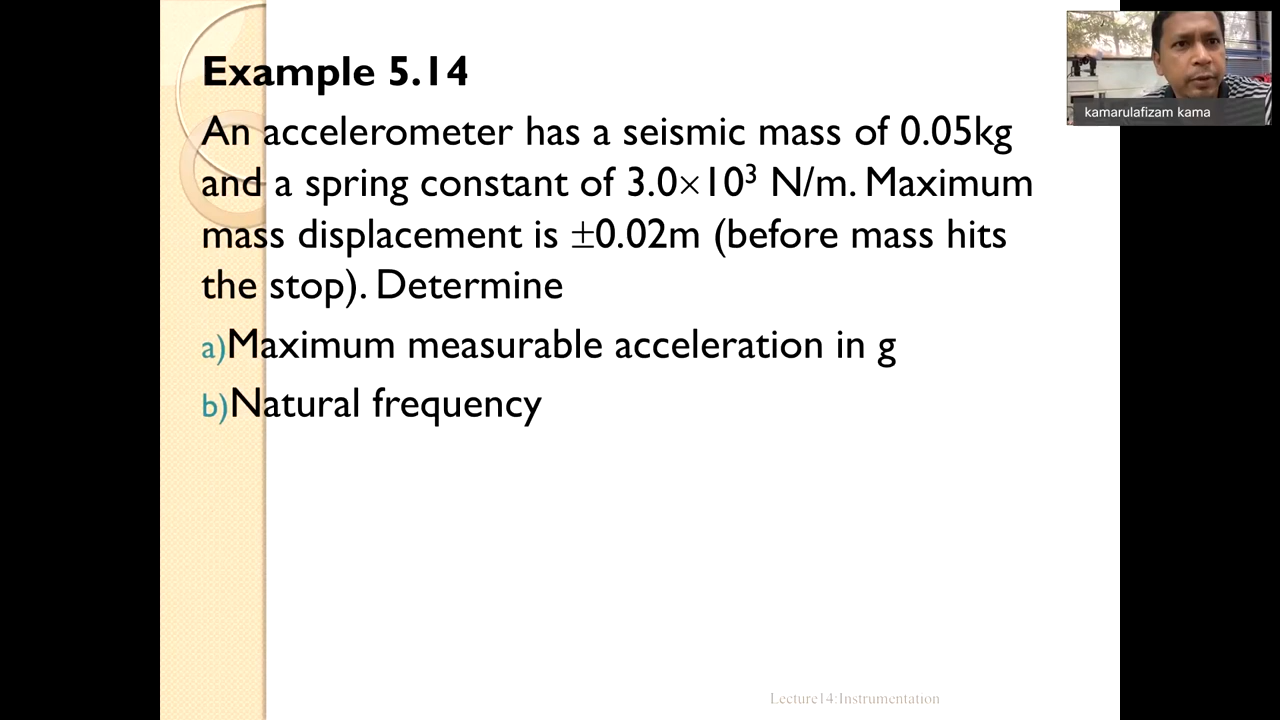 Example 5.14
An accelerometer has a seismic mass of 0.05kg
and a spring constant of 3.0×10³ N/m. Maximum
mass displacement is ±0.02m (before mass hits
the stop). Determine
a)Maximum measurable acceleration in g
b)Natural frequency
kamarulafizam kama
Lecture14:Instrumentation